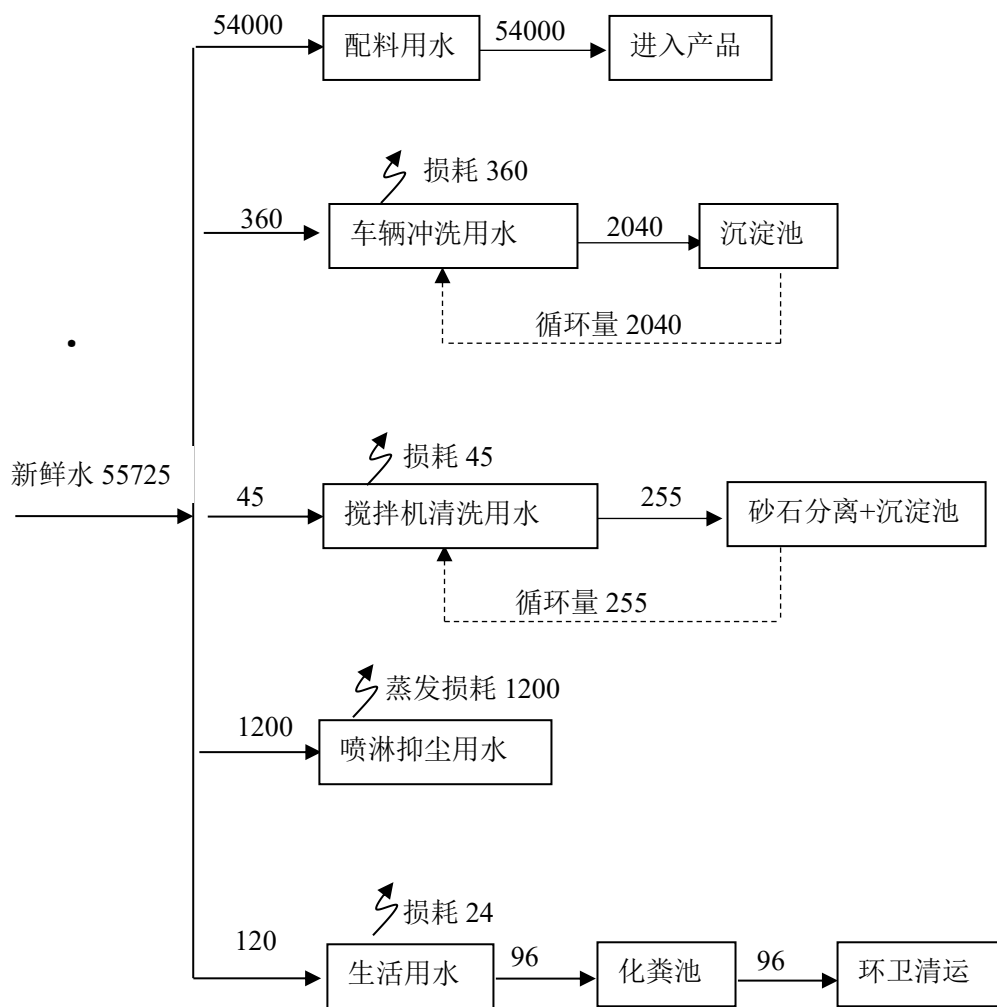 54000
配料用水
54000
进入产品
损耗 360
360
车辆冲洗用水
2040
沉淀池
循环量 2040
新鲜水 55725
损耗 45
45
搅拌机清洗用水
255
砂石分离+沉淀池
循环量 255
蒸发损耗 1200
1200
喷淋抑尘用水
损耗 24
120
生活用水
96
化粪池
96
环卫清运